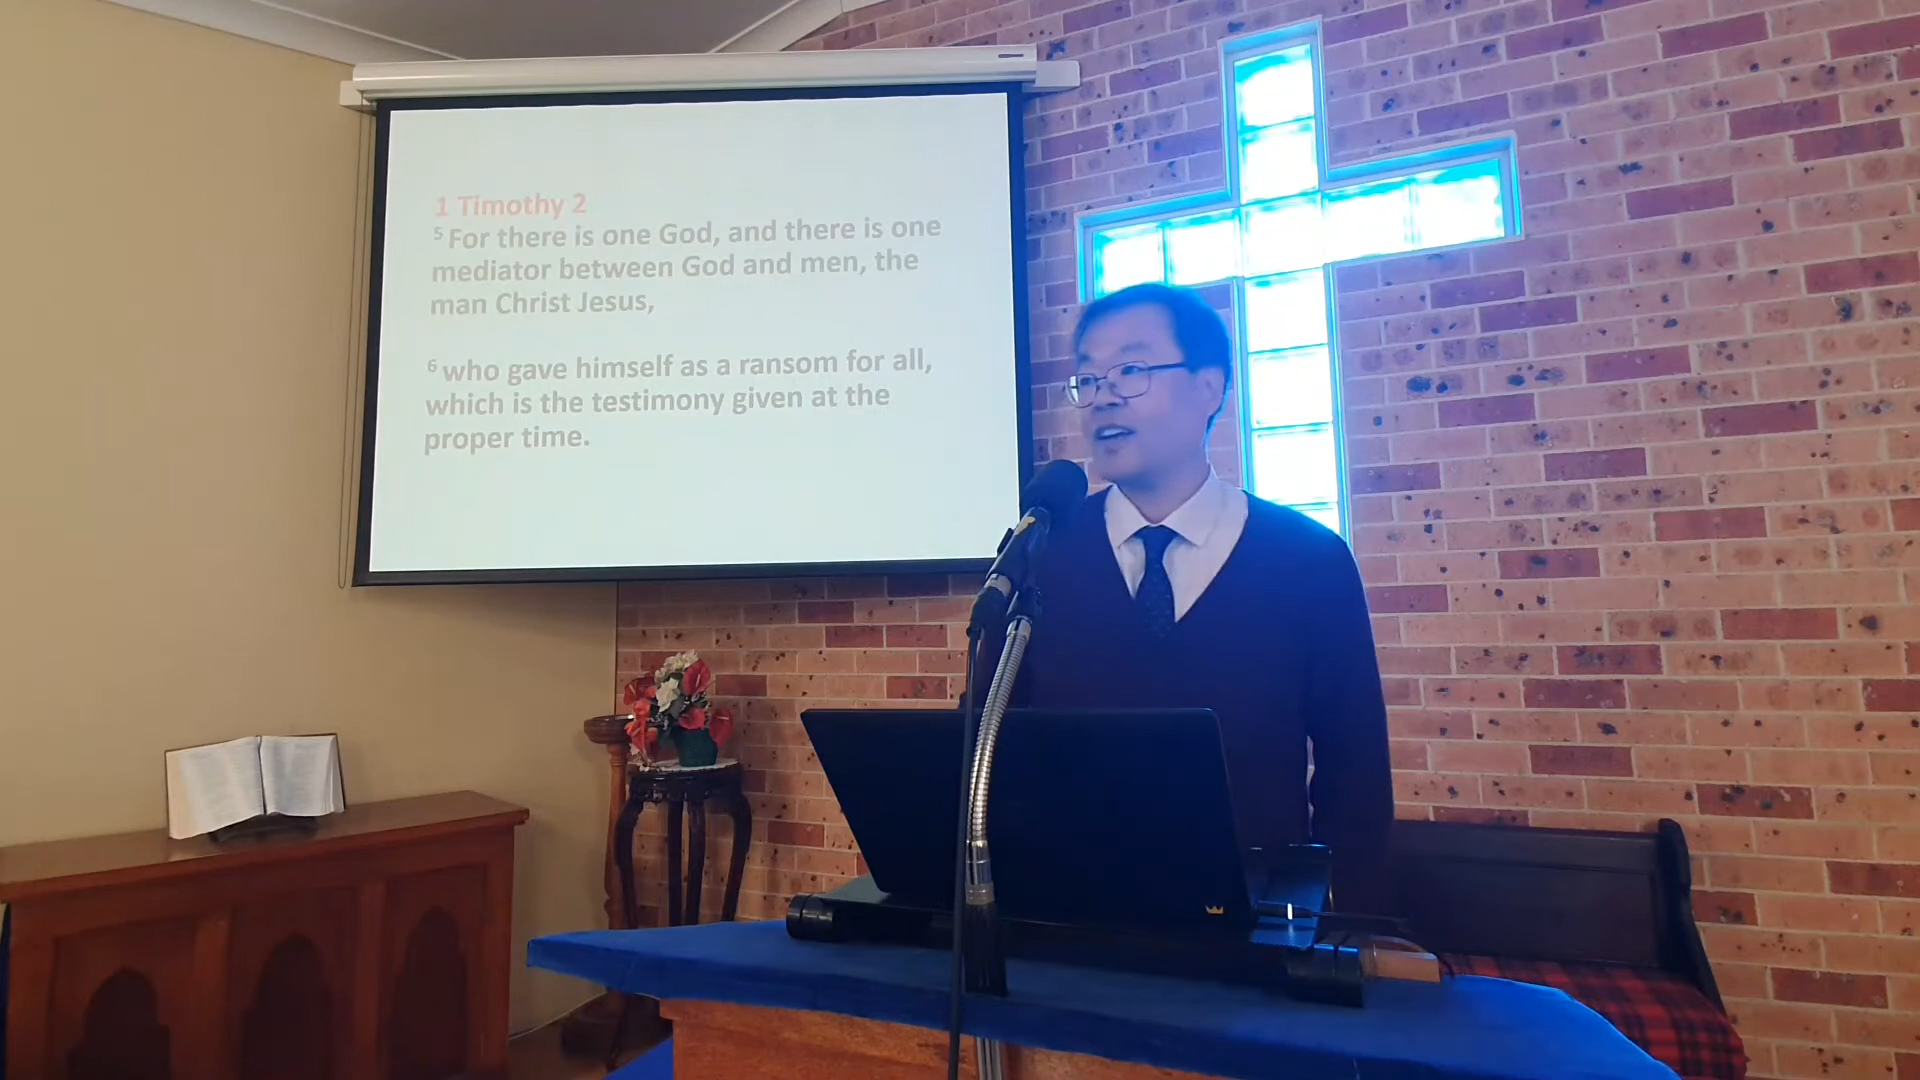 1 Timothy 2
5 For there is one God, and there is one
mediator between God and men, the
man Christ Jesus,
6 who gave himself as a ransom for all,
which is the testimony given at the
proper time.